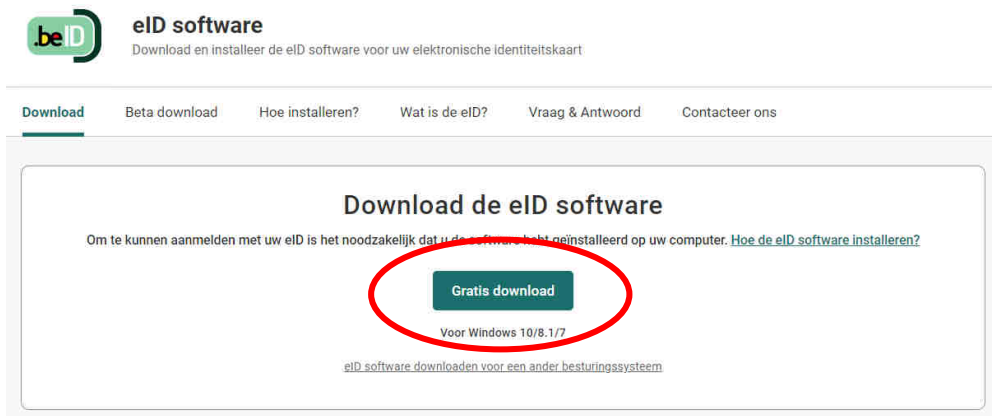 .beID
eID software
Download en installeer de eID software voor uw elektronische identiteitskaart
Download Beta download Hoe installeren? Wat is de eID? Vraag & Antwoord Contacteer ons
Download de eID software
Om te kunnen aanmelden met uw eID is het noodzakelijk dat u de software hebt geïnstalleerd op uw computer. Hoe de eID software installeren?
Gratis download
Voor Windows 10/8.1/7
eID software downloaden voor een ander besturingssysteem